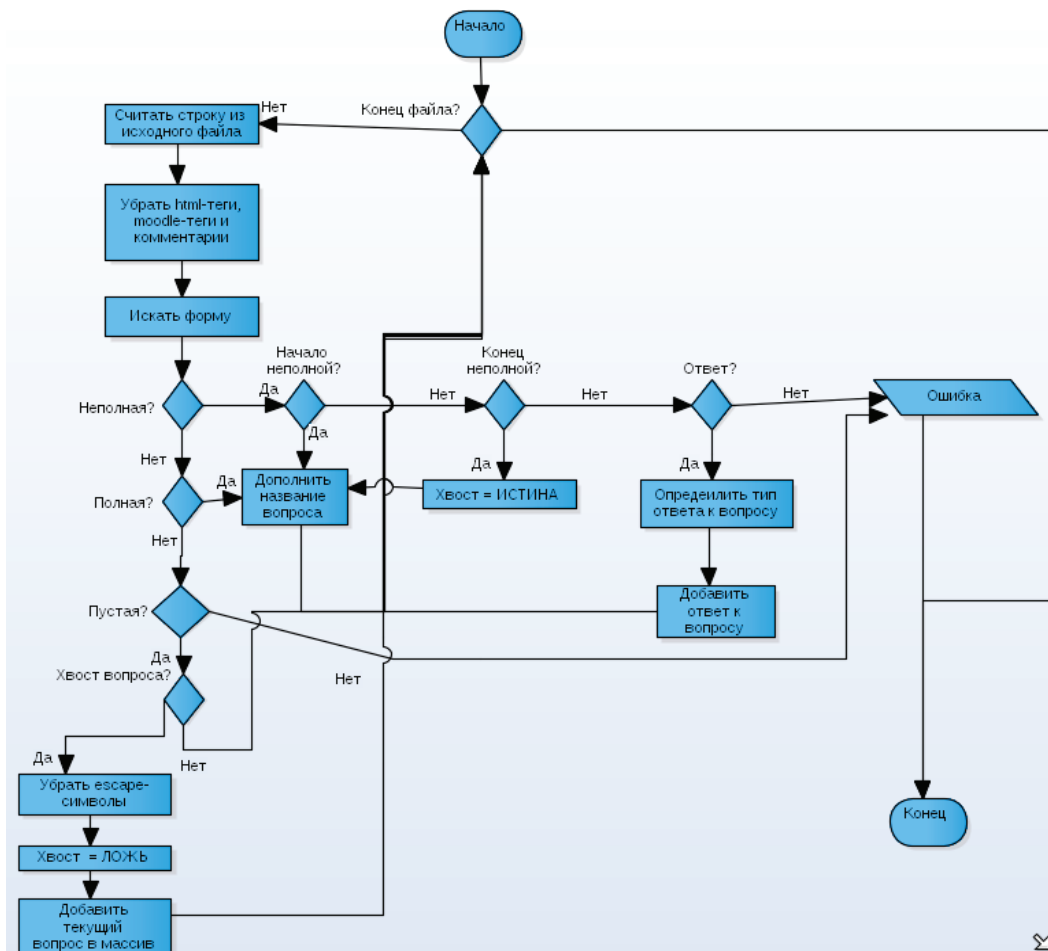 Начало
Конец файла?
Нет
Считать строку из
исходного файла
Убрать html-теги,
moodle-теги и
комментарии
Искать форму
Начало
неполной?
Конец
неполной?
Ответ?
Неполная?
Да
Нет
Нет
Нет
Ошибка
Да
Да
Да
Нет
Полная?
Да
Дополнить
название
вопроса
Хвост = ИСТИНА
Опредеилить тип
ответа к вопросу
Нет
Пустая?
Добавить
ответ к
вопросу
Да
Хвост вопроса?
Нет
Да
Нет
Убрать escape-
символы
Конец
Хвост = ЛОЖЬ
Добавить
текущий
вопрос в массив